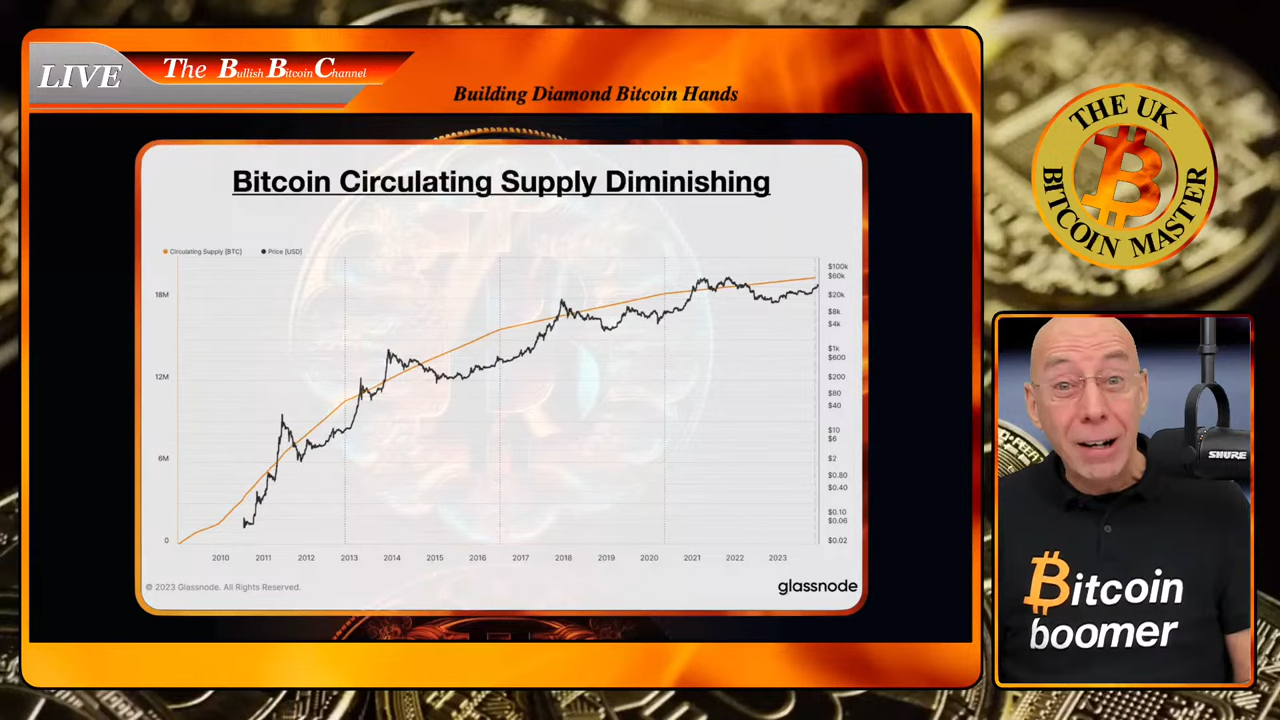 LIVE
The Bullish Bitcoin Channel
Building Diamond Bitcoin Hands
Bitcoin Circulating Supply Diminishing
Circulating Supply [BTC] Price [USD]
18M
12M
6M
0
$100k
$60k
$20k
$8k
$4k
$1k
$600
$200
$80
$40
$10
$6
$2
$0.80
$0.40
$0.10
$0.06
$0.02
2010 2011 2012 2013 2014 2015 2016 2017 2018 2019 2020 2021 2022 2023
© 2023 Glassnode. All Rights Reserved.
glassnode
THE UK
BITCOIN MASTER
SHURE
Bitcoin
boomer